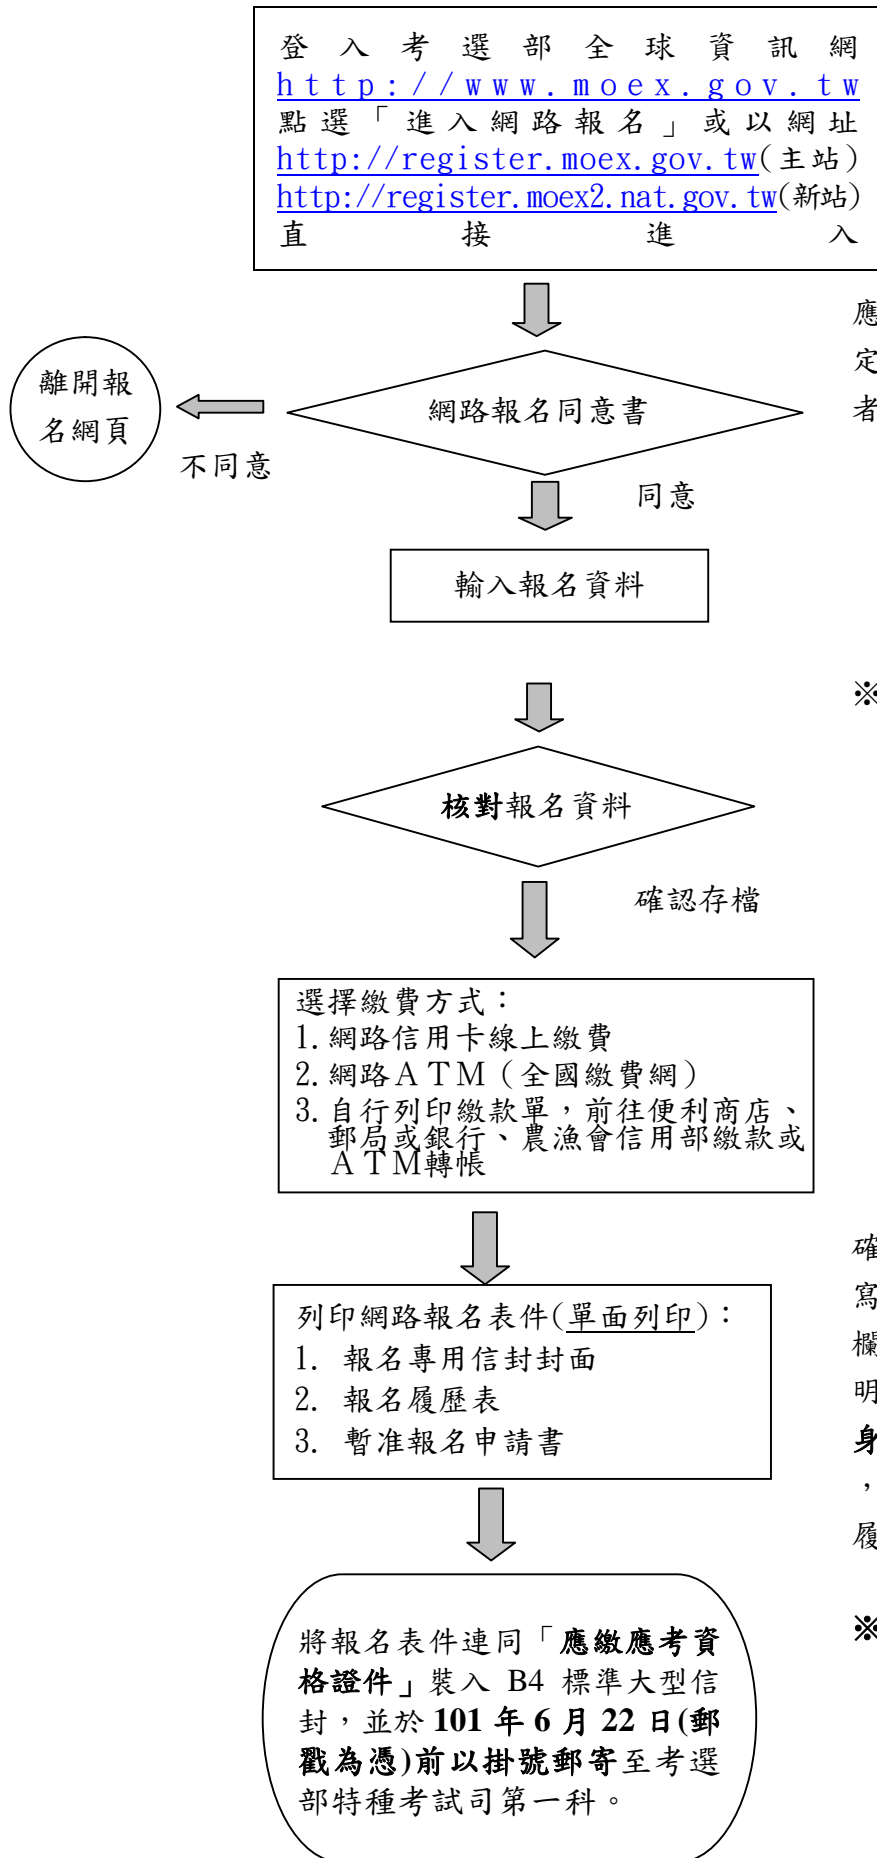 登入考選部全球資訊網
http://www.moex.gov.tw
點選「進入網路報名」或以網址
http://register.moex.gov.tw(主站)
http://register.moex2.nat.gov.tw(新站)
直接進入
應
定
者
離開報
名網頁
網路報名同意書
不同意
同意
輸入報名資料
※
核對報名資料
確認存檔
選擇繳費方式：
1.網路信用卡線上繳費
2.網路ＡＴＭ（全國繳費網）
3.自行列印繳款單，前往便利商店、
郵局或銀行、農漁會信用部繳款或
ＡＴＭ轉帳
確
寫
欄
明
身
，
履
列印網路報名表件(單面列印)：
1. 報名專用信封封面
2. 報名履歷表
3. 暫准報名申請書
※
將報名表件連同「應繳應考資
格證件」裝入 B4 標準大型信
封，並於 101 年 6 月 22 日(郵
戳為憑)前以掛號郵寄至考選
部特種考試司第一科。